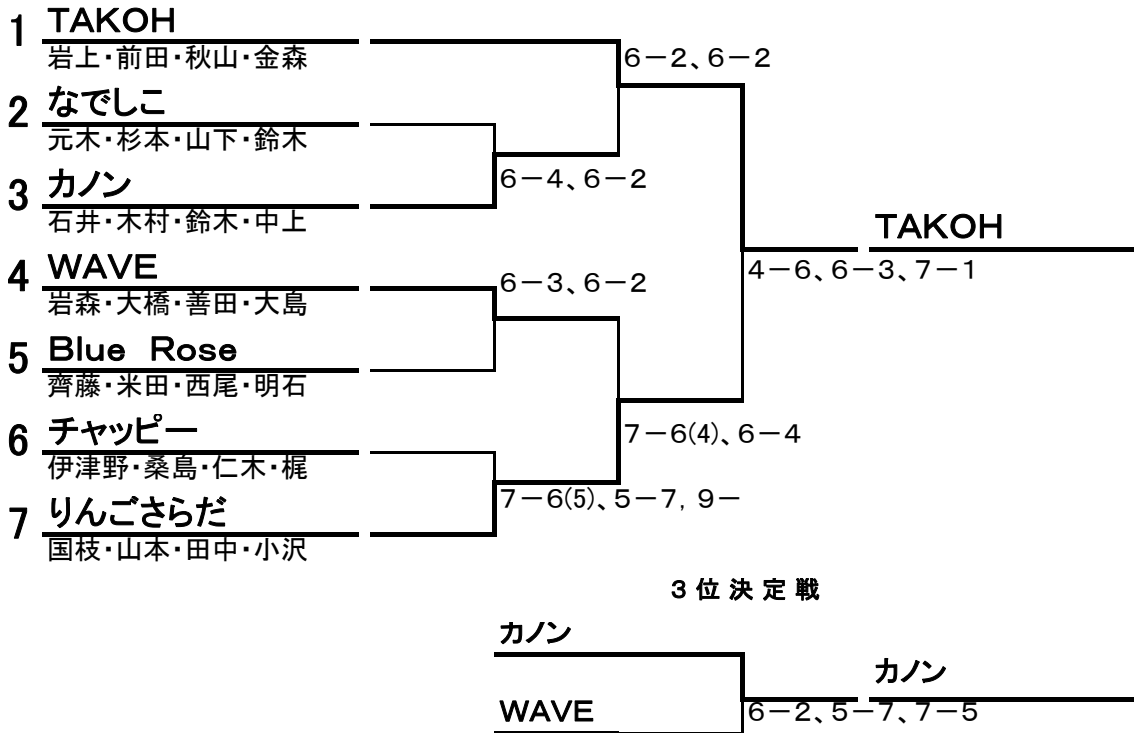 1 TAKOH
岩上・前田・秋山・金森
6－2、6－2
2 なでしこ
元木・杉本・山下・鈴木
3 カノン
6－4、6－2
石井・木村・鈴木・中上
TAKOH
4 WAVE
4－6、6－3、7－1
岩森・大橋・善田・大島
6－3、6－2
5 Blue Rose
齊藤・米田・西尾・明石
6 チャッピー
7－6(4)、6－4
伊津野・桑島・仁木・梶
7 りんごさらだ
7－6(5)、5－7, 9－
国枝・山本・田中・小沢
３位決定戦
カノン
カノン
WAVE
6－2、5－7、7－5